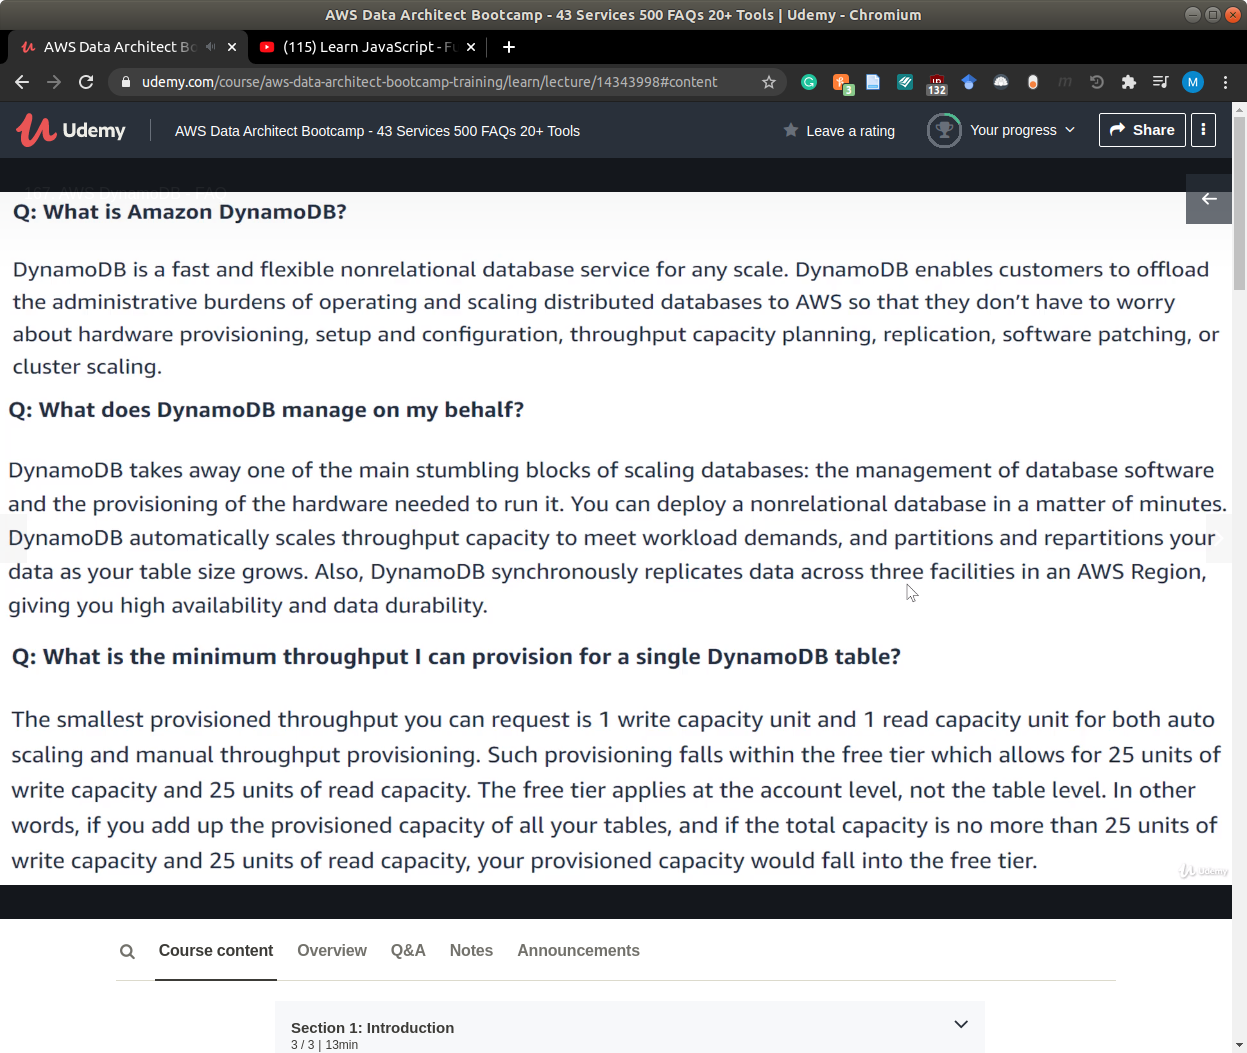 AWS Data Architect Bootcamp - 43 Services 500 FAQs 20+ Tools | Udemy - Chromium
AWS Data Architect Bo
(115) Learn JavaScript - Fu
udemy.com/course/aws-data-architect-bootcamp-training/learn/lecture/14343998#content
3
132
M
Udemy
AWS Data Architect Bootcamp - 43 Services 500 FAQs 20+ Tools
Leave a rating
Your progress
Share
Q: What is Amazon DynamoDB?
DynamoDB is a fast and flexible nonrelational database service for any scale. DynamoDB enables customers to offload
the administrative burdens of operating and scaling distributed databases to AWS so that they don’t have to worry
about hardware provisioning, setup and configuration, throughput capacity planning, replication, software patching, or
cluster scaling.
Q: What does DynamoDB manage on my behalf?
DynamoDB takes away one of the main stumbling blocks of scaling databases: the management of database software
and the provisioning of the hardware needed to run it. You can deploy a nonrelational database in a matter of minutes.
DynamoDB automatically scales throughput capacity to meet workload demands, and partitions and repartitions your
data as your table size grows. Also, DynamoDB synchronously replicates data across three facilities in an AWS Region,
giving you high availability and data durability.
Q: What is the minimum throughput I can provision for a single DynamoDB table?
The smallest provisioned throughput you can request is 1 write capacity unit and 1 read capacity unit for both auto
scaling and manual throughput provisioning. Such provisioning falls within the free tier which allows for 25 units of
write capacity and 25 units of read capacity. The free tier applies at the account level, not the table level. In other
words, if you add up the provisioned capacity of all your tables, and if the total capacity is no more than 25 units of
write capacity and 25 units of read capacity, your provisioned capacity would fall into the free tier.
Udemy
Course content
Overview
Q&A
Notes
Announcements
Section 1: Introduction
3 / 3 | 13min